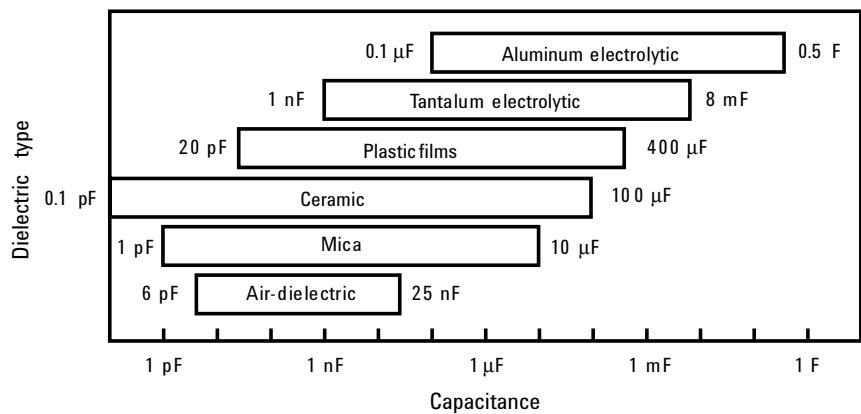 0.1 μF Aluminum electrolytic 0.5 F
1 nF Tantalum electrolytic 8 mF
20 pF Plastic films 400 μF
0.1 pF Ceramic 100 μF
1 pF Mica 10 μF
6 pF Air-dielectric 25 nF
Dielectric type
1 pF 1 nF 1 μF 1 mF 1 F
Capacitance